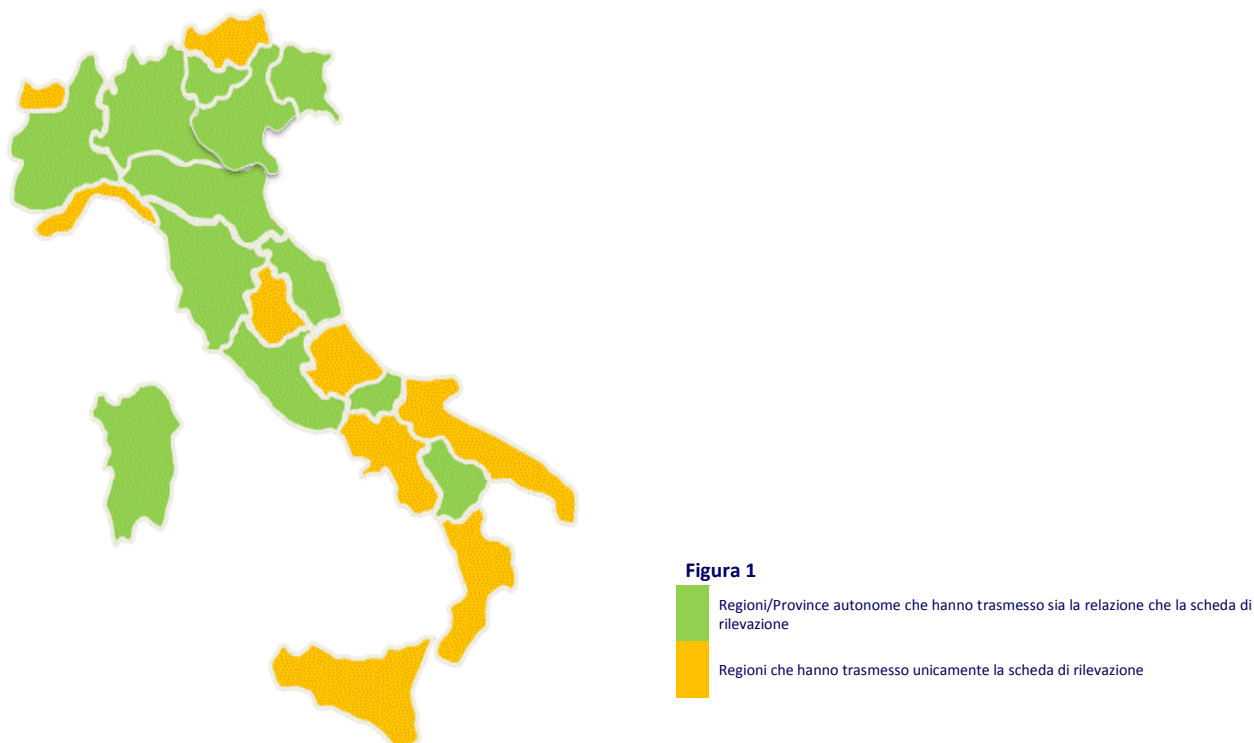 Figura 1
Regioni/Province autonome che hanno trasmesso sia la relazione che la scheda di
rilevazione
Regioni che hanno trasmesso unicamente la scheda di rilevazione